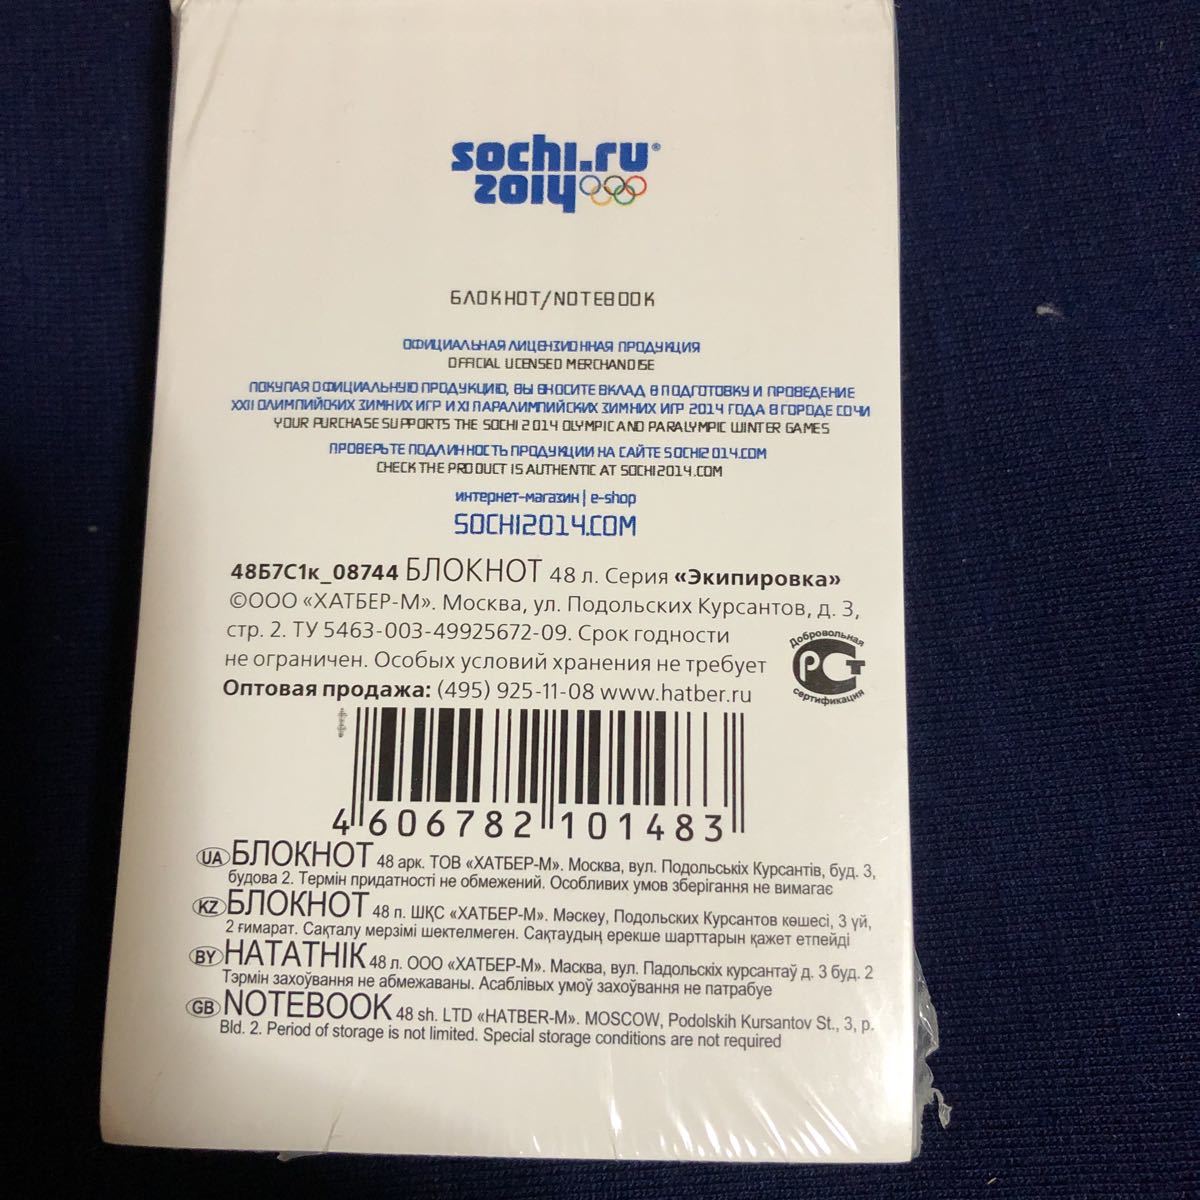 sochi.ru®
2014
БЛОКНОТ/NOTEBOOK
ОФИЦИАЛЬНАЯ ЛИЦЕНЗИОННАЯ ПРОДУКЦИЯ
OFFICIAL LICENSED MERCHANDISE
ПОКУПАЯ ОФИЦИАЛЬНУЮ ПРОДУКЦИЮ, ВЫ ВНОСИТЕ ВКЛАД В ПОДГОТОВКУ И ПРОВЕДЕНИЕ
XXII ОЛИМПИЙСКИХ ЗИМНИХ ИГР И XI ПАРАЛИМПИЙСКИХ ЗИМНИХ ИГР 2014 ГОДА В ГОРОДЕ СОЧИ
YOUR PURCHASE SUPPORTS THE SOCHI 2014 OLYMPIC AND PARALYMPIC WINTER GAMES
ПРОВЕРЬТЕ ПОДЛИННОСТЬ ПРОДУКЦИИ НА САЙТЕ SOCHI2014.COM
CHECK THE PRODUCT IS AUTHENTIC AT SOCHI2014.COM
интернет-магазин | e-shop
SOCHI2014.COM
48Б7С1к_08744 БЛОКНОТ 48 л. Серия «Экипировка»
©ООО «ХАТБЕР-М». Москва, ул. Подольских Курсантов, д. 3,
стр. 2. ТУ 5463-003-49925672-09. Срок годности
не ограничен. Особых условий хранения не требует
Оптовая продажа: (495) 925-11-08 www.hatber.ru
Добровольная
РСТ
сертификация
4 606782 101483
UA БЛОКНОТ 48 арк. ТОВ «ХАТБЕР-М». Москва, вул. Подольськіх Курсантів, буд. 3,
будова 2. Термін придатності не обмежений. Особливих умов зберігання не вимагає
KZ БЛОКНОТ 48 п. ШҚС «ХАТБЕР-М». Мәскеу, Подольских Курсантов көшесі, 3 үй,
2 ғимарат. Сақталу мерзімі шектелмеген. Сақтаудың ерекше шарттарын қажет етпейді
BY НАТАТНІК 48 л. ООО «ХАТБЕР-М». Масква, вул. Падольскіх курсантаў д. 3 буд. 2
Тэрмін захоўвання не абмежаваны. Асаблівых умоў захоўвання не патрабуе
GB NOTEBOOK 48 sh. LTD «HATBER-M». MOSCOW, Podolskih Kursantov St., 3, p.
Bld. 2. Period of storage is not limited. Special storage conditions are not required